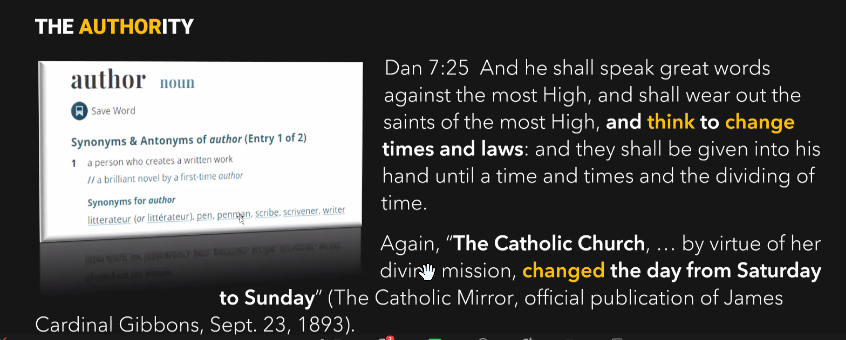 THE AUTHORITY
author noun
Save Word
Synonyms & Antonyms of author (Entry 1 of 2)
1 a person who creates a written work
// a brilliant novel by a first-time author
Synonyms for author
litterateur (or littérateur), pen, penman, scribe, scrivener, writer
Dan 7:25 And he shall speak great words
against the most High, and shall wear out the
saints of the most High, and think to change
times and laws: and they shall be given into his
hand until a time and times and the dividing of
time.
Again, “The Catholic Church, … by virtue of her
divine mission, changed the day from Saturday
to Sunday” (The Catholic Mirror, official publication of James
Cardinal Gibbons, Sept. 23, 1893).